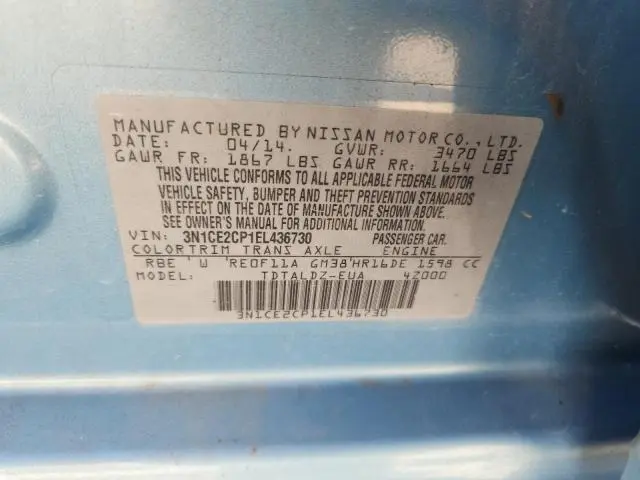 MANUFACTURED BY NISSAN MOTOR CO., LTD.
DATE: 04/14. GVWR: 3470 LBS
GAWR FR: 1867 LBS GAWR RR: 1664 LBS
THIS VEHICLE CONFORMS TO ALL APPLICABLE FEDERAL MOTOR
VEHICLE SAFETY, BUMPER AND THEFT PREVENTION STANDARDS
IN EFFECT ON THE DATE OF MANUFACTURE SHOWN ABOVE.
SEE OWNER'S MANUAL FOR ADDITIONAL INFORMATION.
VIN: 3N1CE2CP1EL436730 PASSENGER CAR.
COLOR TRIM TRANS AXLE ENGINE
RBE W RE0F11A GM38 HR16DE 1598 CC
MODEL: TDTALDZ-EUA 42000
3N1CE2CP1EL436730